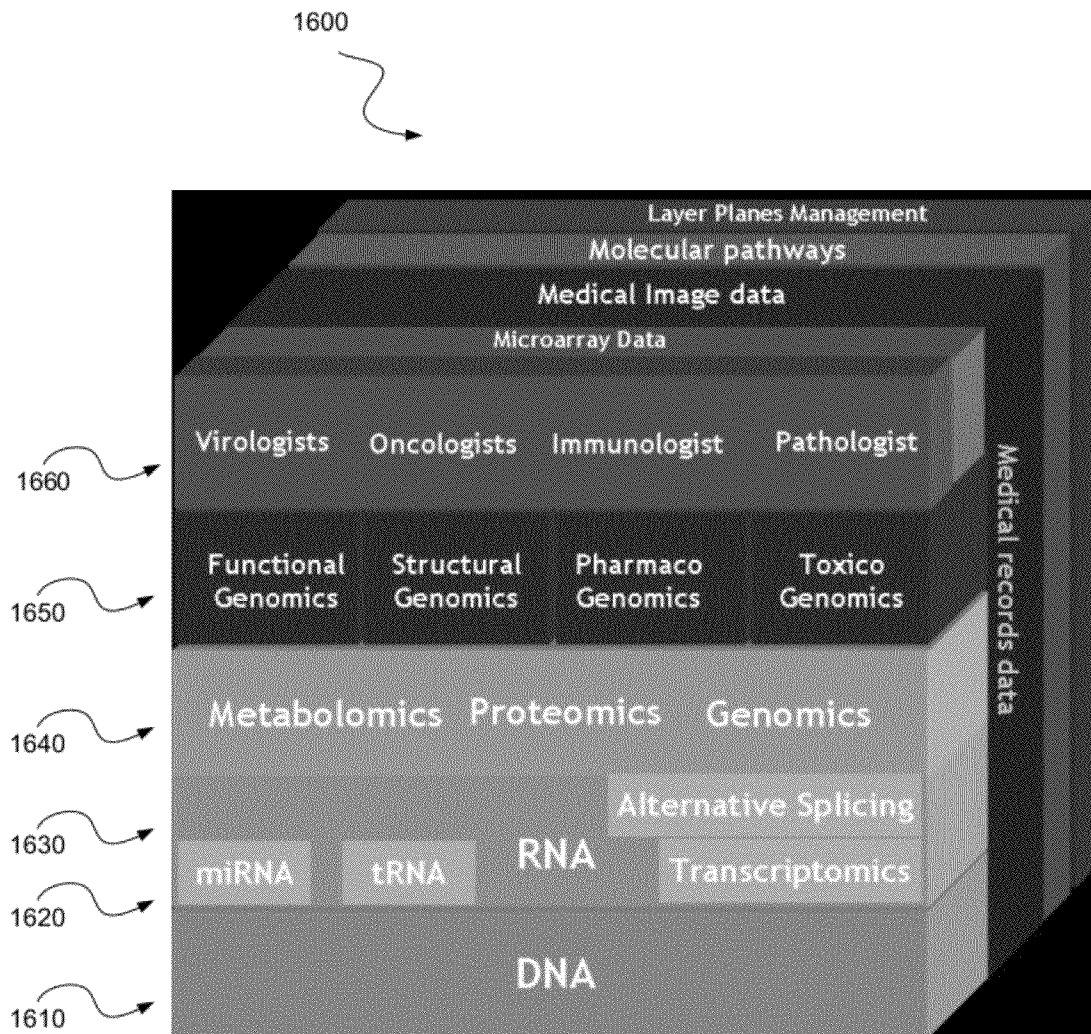 1600
Layer Planes Management
Molecular pathways
Medical Image data
Microarray Data
Virologists Oncologists Immunologist Pathologist
1660
Medical records data
Functional Genomics
Structural Genomics
Pharmaco Genomics
Toxico Genomics
1650
Metabolomics Proteomics Genomics
1640
Alternative Splicing
1630
RNA
miRNA tRNA Transcriptomics
1620
DNA
1610